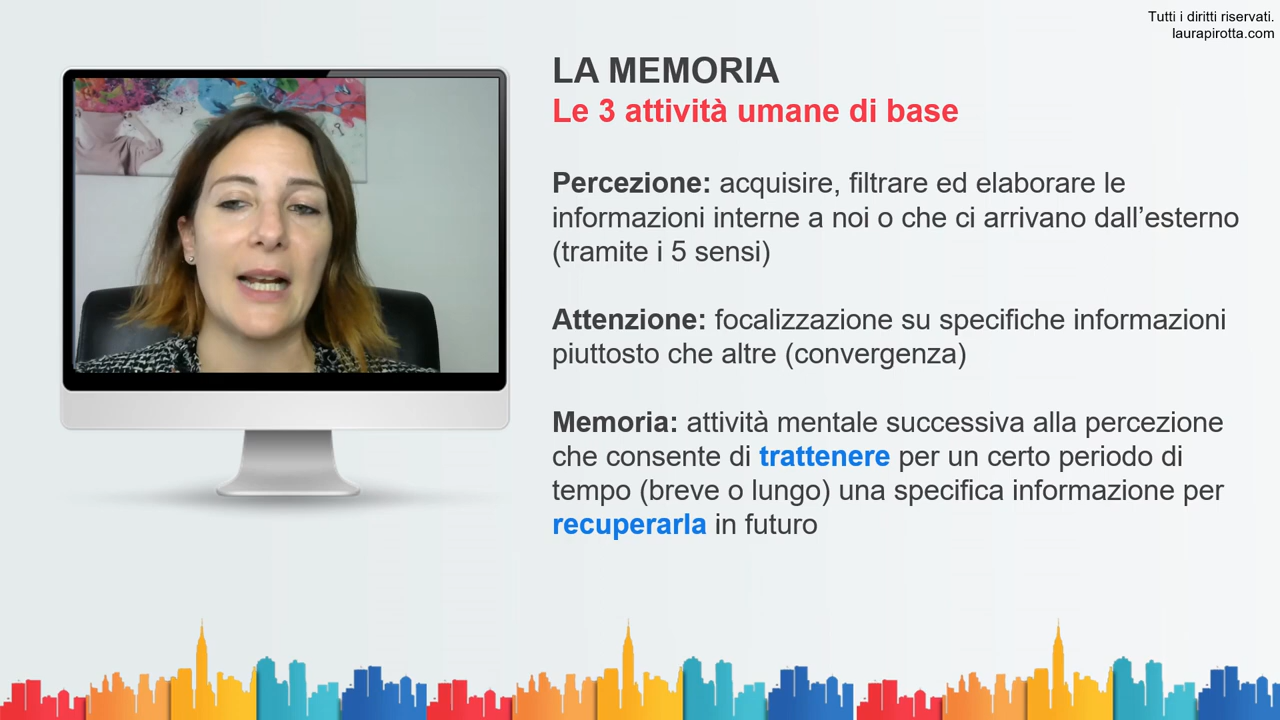 Tutti i diritti riservati.
laurapirotta.com
LA MEMORIA
Le 3 attività umane di base
Percezione: acquisire, filtrare ed elaborare le
informazioni interne a noi o che ci arrivano dall’esterno
(tramite i 5 sensi)
Attenzione: focalizzazione su specifiche informazioni
piuttosto che altre (convergenza)
Memoria: attività mentale successiva alla percezione
che consente di trattenere per un certo periodo di
tempo (breve o lungo) una specifica informazione per
recuperarla in futuro